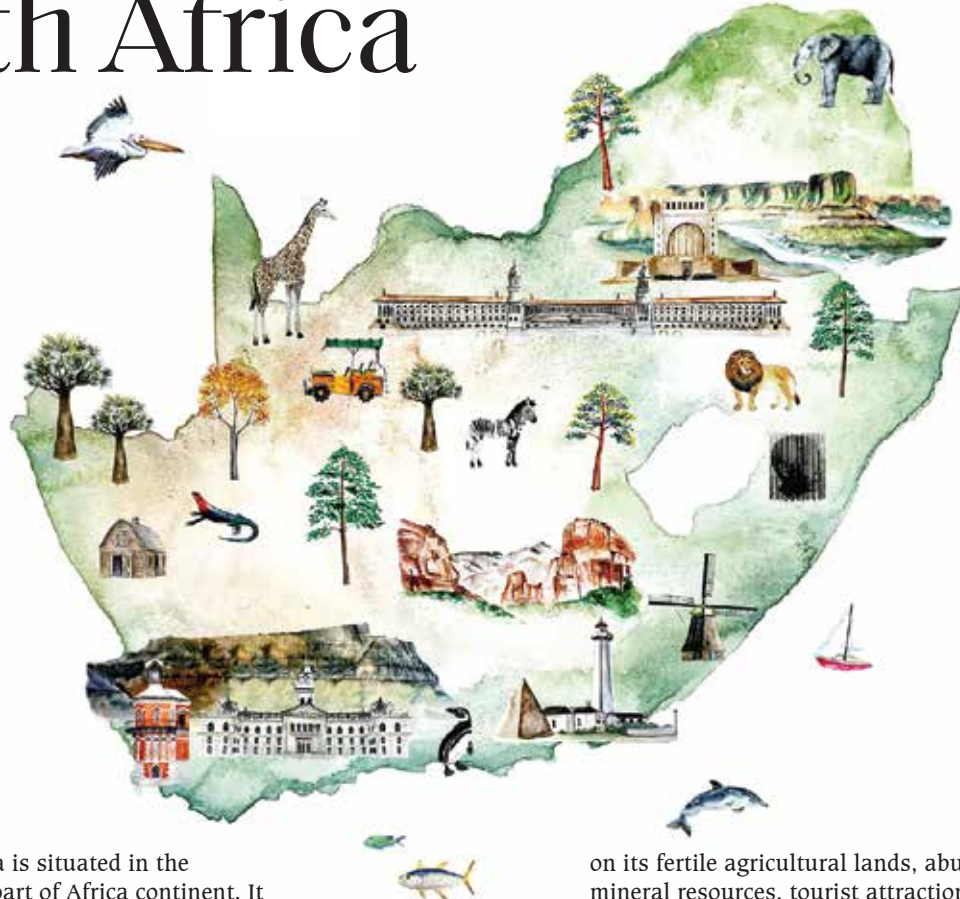 th Africa
a is situated in the
part of Africa continent. It
on its fertile agricultural lands, abu
mineral resources, tourist attraction